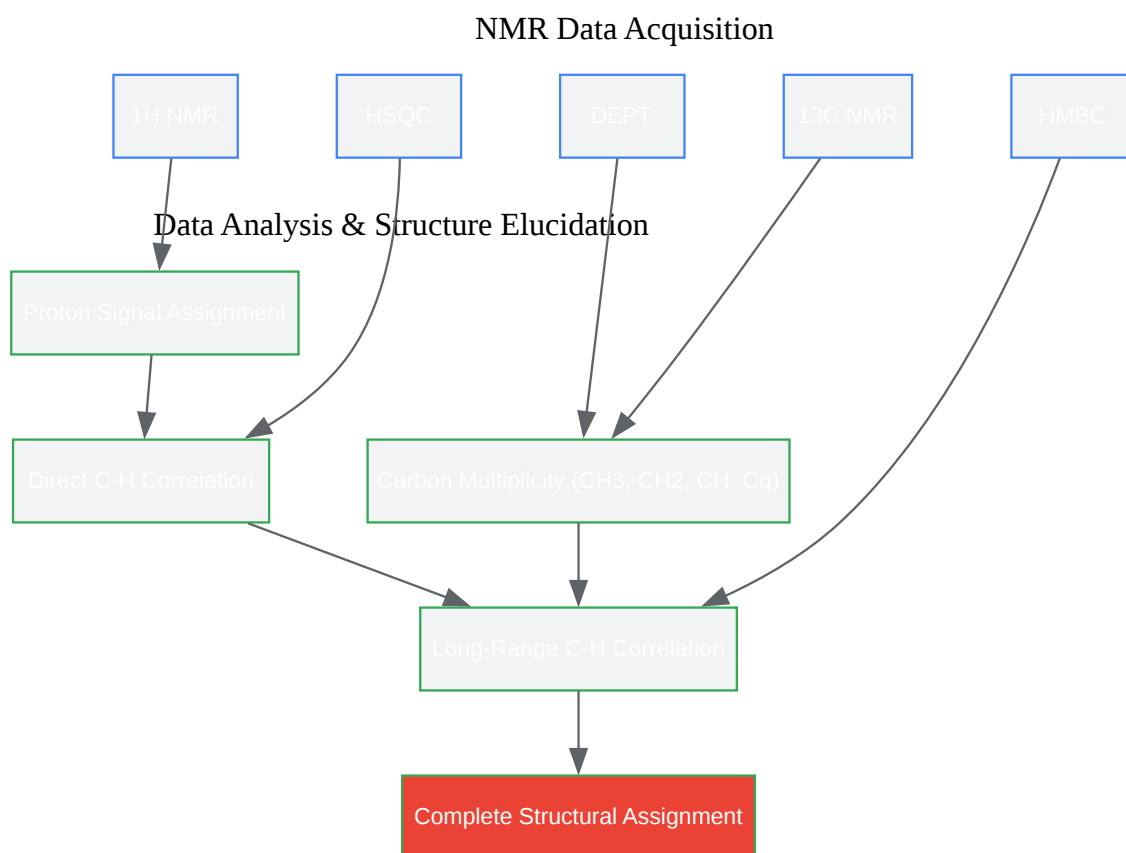 NMR Data Acquisition
1H NMR
HSQC
DEPT
13C NMR
HMBC
Data Analysis & Structure Elucidation
Proton Signal Assignment
Direct C-H Correlation
Carbon Multiplicity (CH3, CH2, CH, Cq)
Long-Range C-H Correlation
Complete Structural Assignment